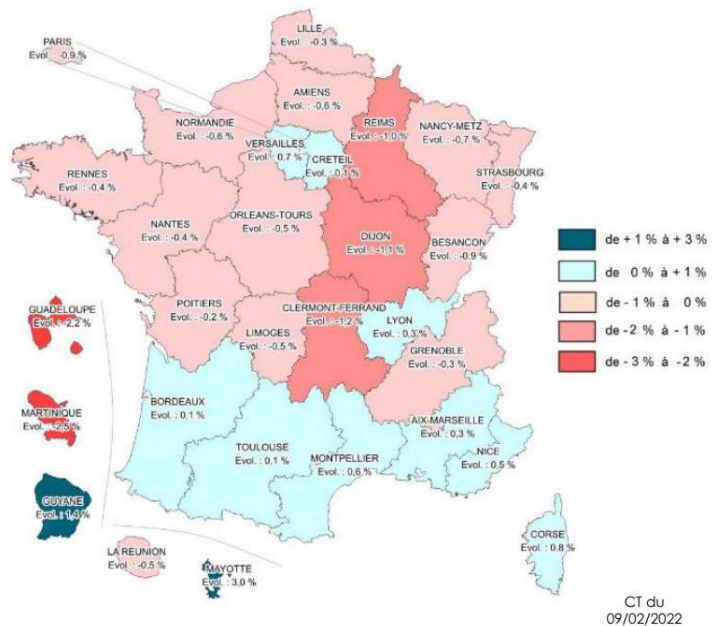 PARIS
Evol. : -0,9 %
LILLE
Evol. : -0.3 %
AMIENS
Evol. : -0,6 %
NORMANDIE
Evol. : -0,6 %
REIMS
Evol. : -1,0 %
NANCY-METZ
Evol. : -0,7 %
VERSAILLES
Evol. : 0.7 %
CRETEIL
Evol. : 0,1 %
STRASBOURG
Evol. : -0,4 %
RENNES
Evol. : -0.4 %
NANTES
Evol. : -0,4 %
ORLEANS-TOURS
Evol. : -0,5 %
DIJON
Evol. : -1,1 %
BESANCON
Evol. : -0,9 %
POITIERS
Evol. : -0,2 %
LIMOGES
Evol. : -0,5 %
CLERMONT-FERRAND
Evol. : -1,2 %
LYON
Evol. : 0,3 %
GRENOBLE
Evol. : -0,3 %
BORDEAUX
Evol. : 0,1 %
TOULOUSE
Evol. : 0,1 %
MONTPELLIER
Evol. : 0,6 %
AIX-MARSEILLE
Evol. : 0,3 %
NICE
Evol. : 0,5 %
CORSE
Evol. : 0,8 %
GUADELOUPE
Evol. : -2,2 %
MARTINIQUE
Evol. : -2,5 %
GUYANE
Evol. : 1,4 %
LA REUNION
Evol. : -0,5 %
MAYOTTE
Evol. : 3,0 %
de + 1 % à + 3 %
de 0 % à + 1 %
de - 1 % à 0 %
de -2 % à - 1 %
de - 3 % à -2 %
CT du
09/02/2022